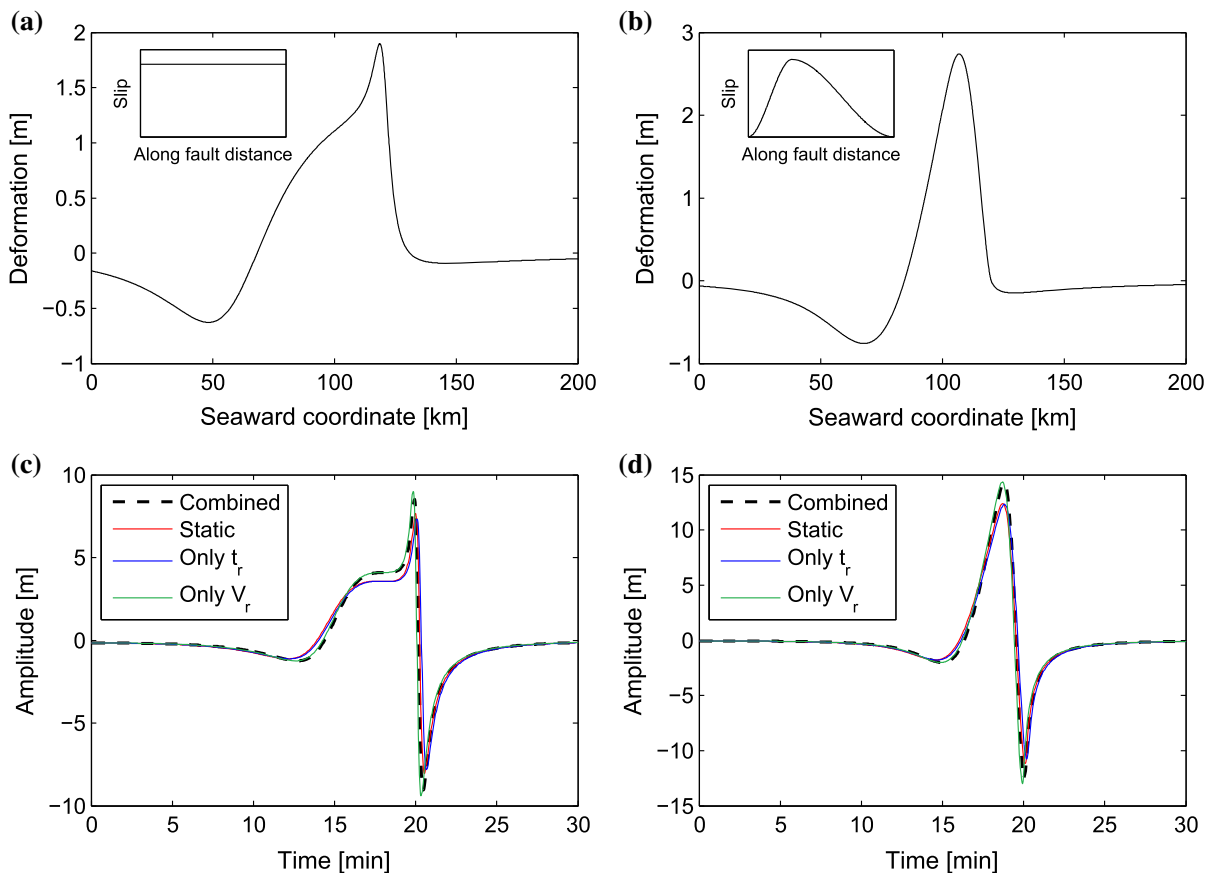 (a)
2
1.5
1
0.5
0
−0.5
−1
Deformation [m]
Slip
Along fault distance
0
50
100
150
200
Seaward coordinate [km]
(b)
3
2
1
0
−1
Deformation [m]
Slip
Along fault distance
0
50
100
150
200
Seaward coordinate [km]
(c)
10
5
0
−5
−10
Amplitude [m]
Combined
Static
Only t_r
Only V_r
0
5
10
15
20
25
30
Time [min]
(d)
15
10
5
0
−5
−10
−15
Amplitude [m]
Combined
Static
Only t_r
Only V_r
0
5
10
15
20
25
30
Time [min]